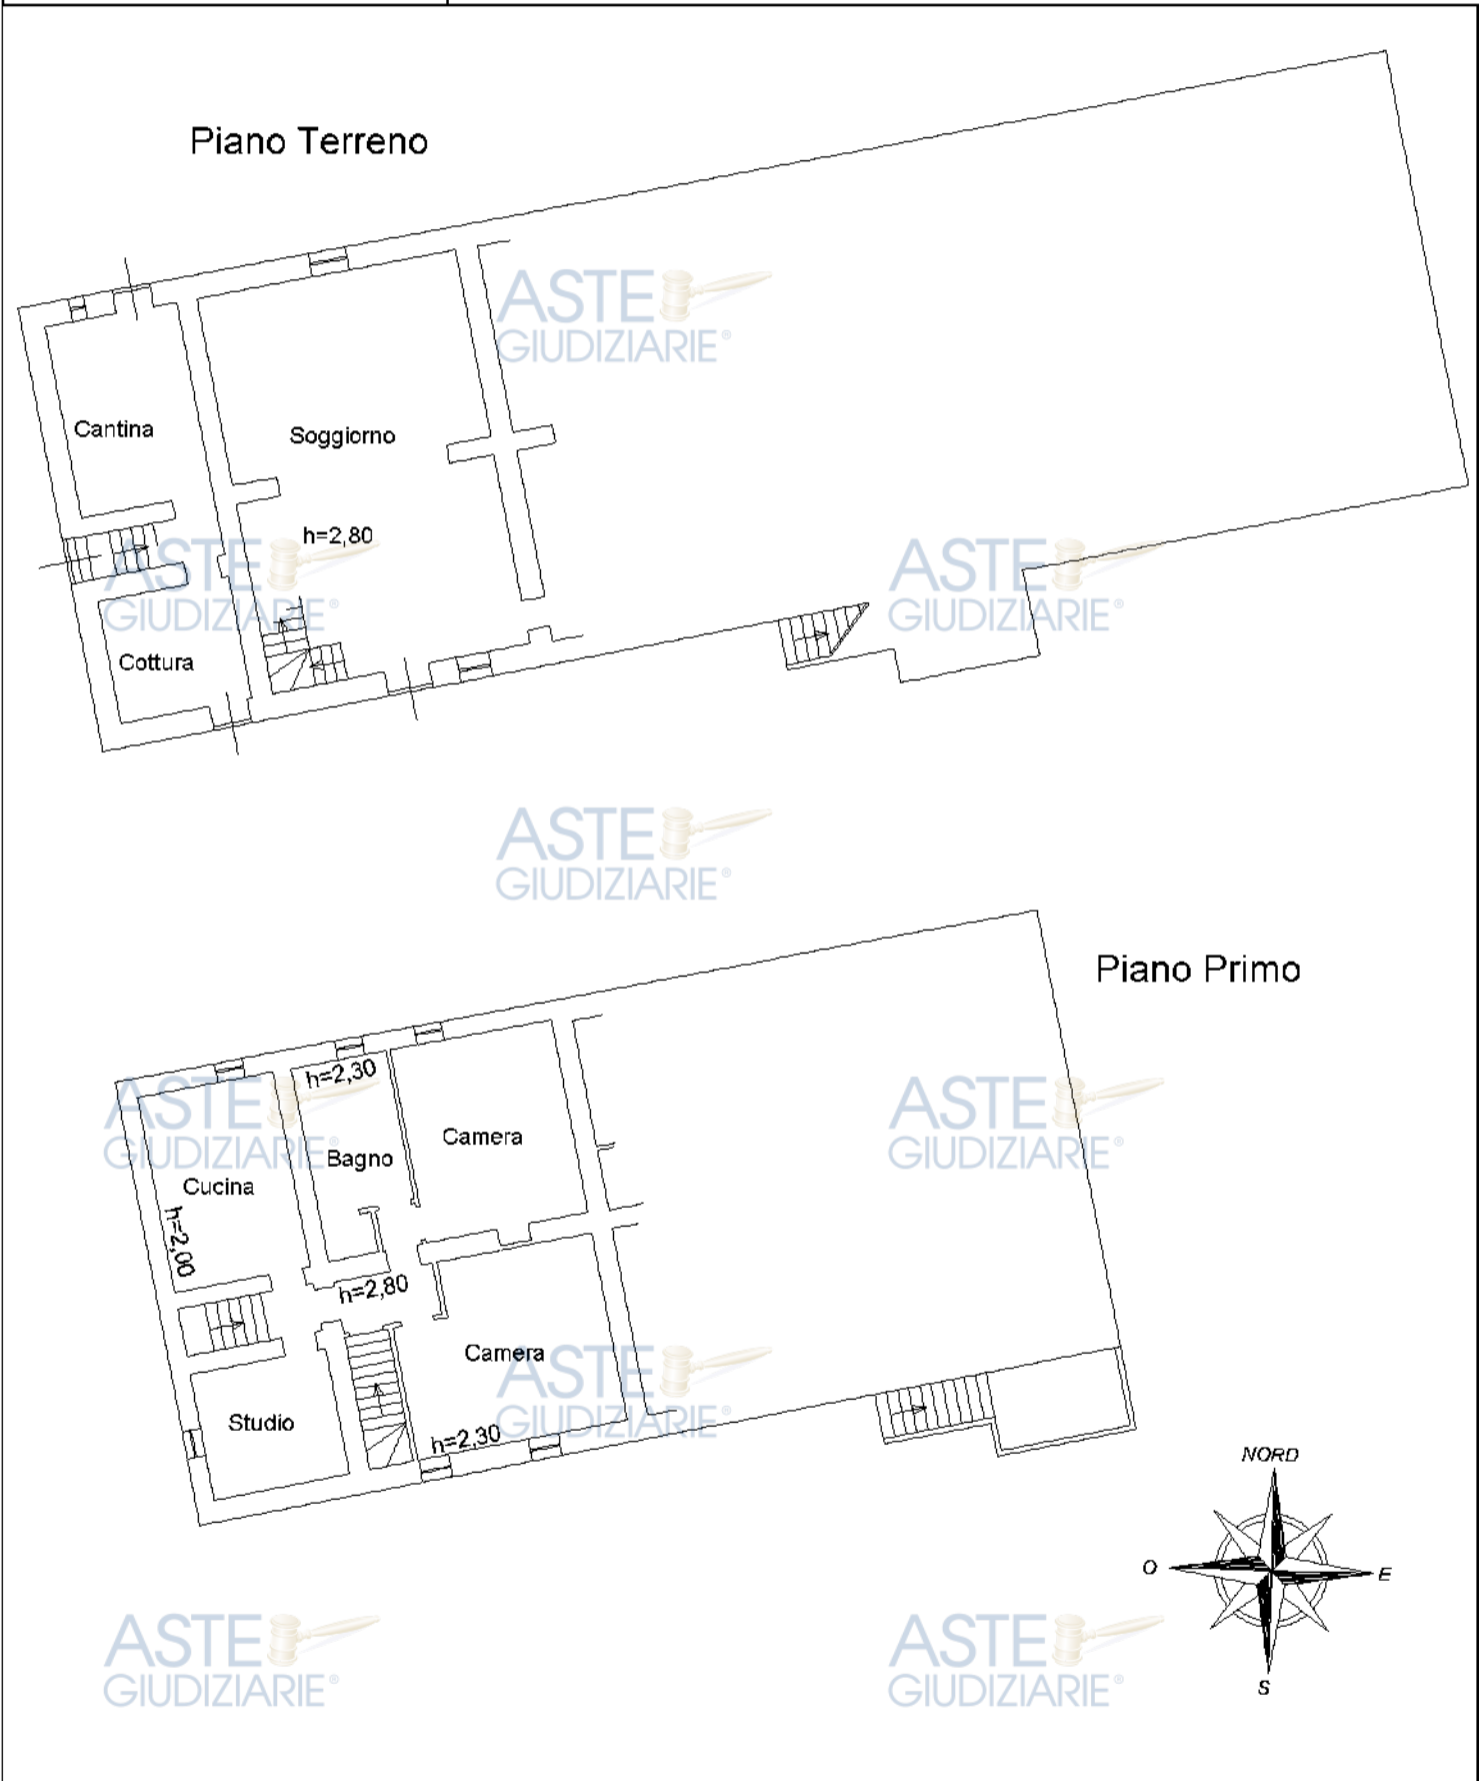 Piano Terreno
ASTE
GIUDIZIARIE®
Cantina
Soggiorno
h=2,80
ASTE
GIUDIZIARIE®
ASTE
GIUDIZIARIE®
Cottura
ASTE
GIUDIZIARIE®
Piano Primo
h=2,30
ASTE
GIUDIZIARIE®
ASTE
GIUDIZIARIE®
Camera
Bagno
Cucina
h=2,00
h=2,80
Camera
ASTE
GIUDIZIARIE®
Studio
h=2,30
NORD
O
E
S
ASTE
GIUDIZIARIE®
ASTE
GIUDIZIARIE®